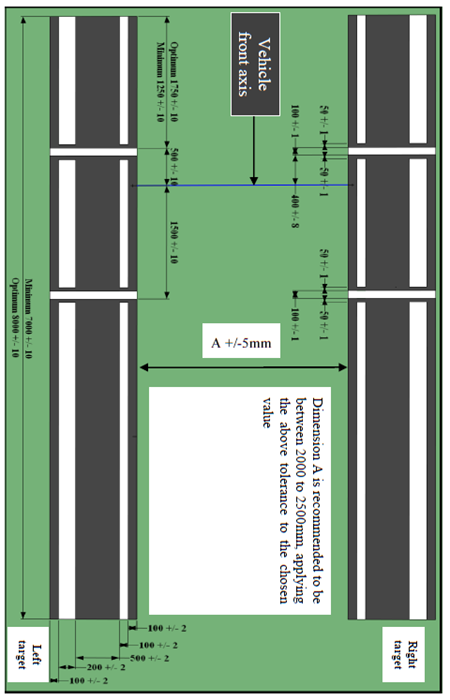 Vehicle
front axis
Optimum 1750 +/- 10
Minimum 1250 +/- 10
500 +/- 10
1500 +/- 10
50 +/- 1
100 +/- 1
50 +/- 1
400 +/- 8
50 +/- 1
50 +/- 1
100 +/- 1
A +/-5mm
Dimension A is recommended to be
between 2000 to 2500mm, applying
the above tolerance to the chosen
value
Minimum 7000 +/- 10
Optimum 8000 +/- 10
Right
target
Left
target
100 +/- 2
100 +/- 2
500 +/- 2
200 +/- 2
100 +/- 2